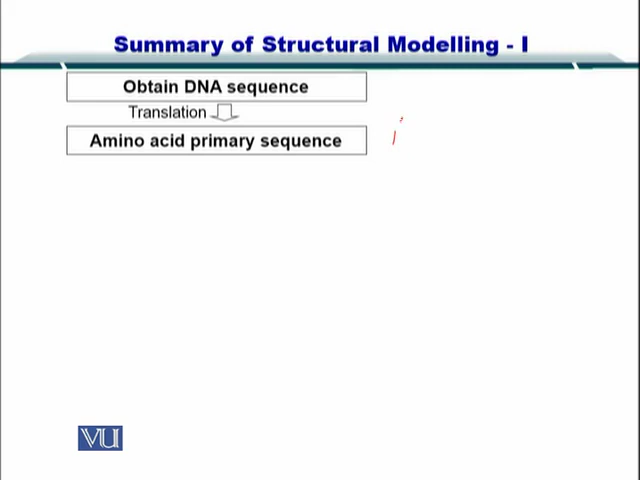 Summary of Structural Modelling - I
Obtain DNA sequence
Translation
Amino acid primary sequence
VU